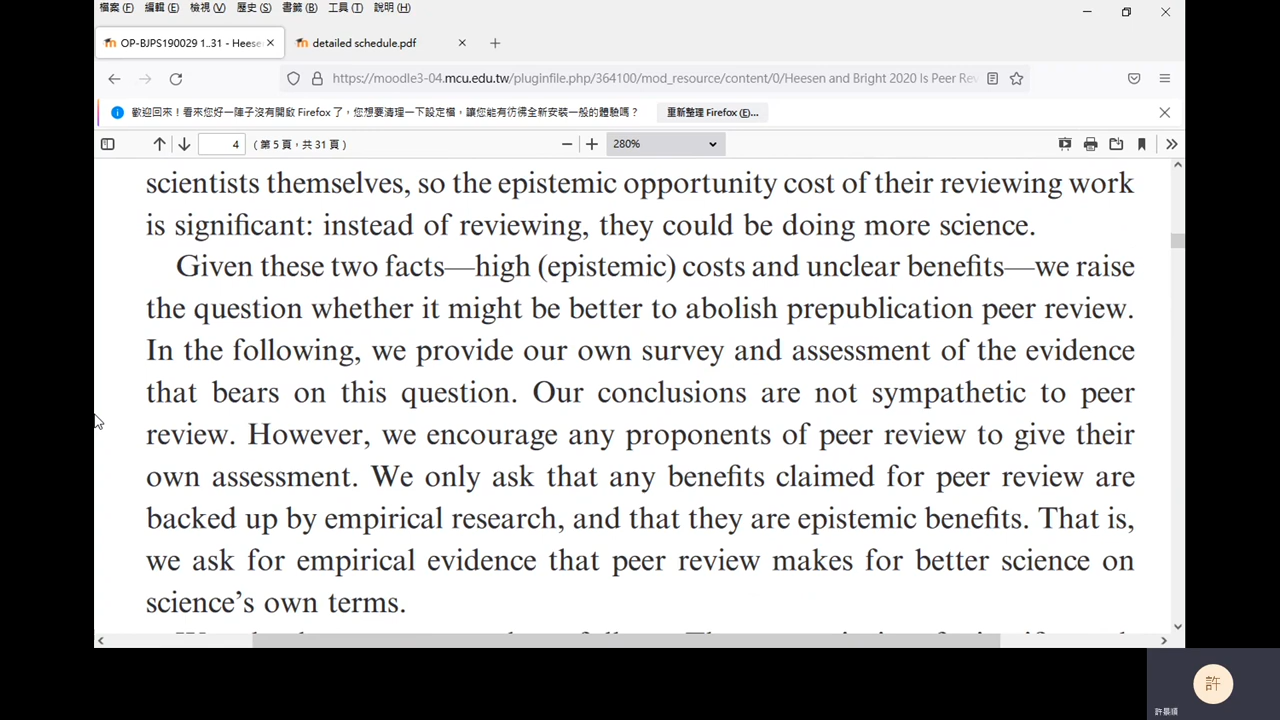 檔案 (F) 編輯 (E) 檢視 (V) 歷史 (S) 書籤 (B) 工具 (T) 說明 (H)
OP-BJPS190029 1..31 - Heese
detailed schedule.pdf
https://moodle3-04.mcu.edu.tw/pluginfile.php/364100/mod_resource/content/0/Heesen and Bright 2020 Is Peer Rev
歡迎回來！看來您好一陣子沒有開啟 Firefox 了，您想要清理一下設定檔，讓您能有彷彿全新安裝一般的體驗嗎？ 重新整理 Firefox (E)...
4 (第 5 頁，共 31 頁) 280%
scientists themselves, so the epistemic opportunity cost of their reviewing work
is significant: instead of reviewing, they could be doing more science.
Given these two facts—high (epistemic) costs and unclear benefits—we raise
the question whether it might be better to abolish prepublication peer review.
In the following, we provide our own survey and assessment of the evidence
that bears on this question. Our conclusions are not sympathetic to peer
review. However, we encourage any proponents of peer review to give their
own assessment. We only ask that any benefits claimed for peer review are
backed up by empirical research, and that they are epistemic benefits. That is,
we ask for empirical evidence that peer review makes for better science on
science's own terms.
許